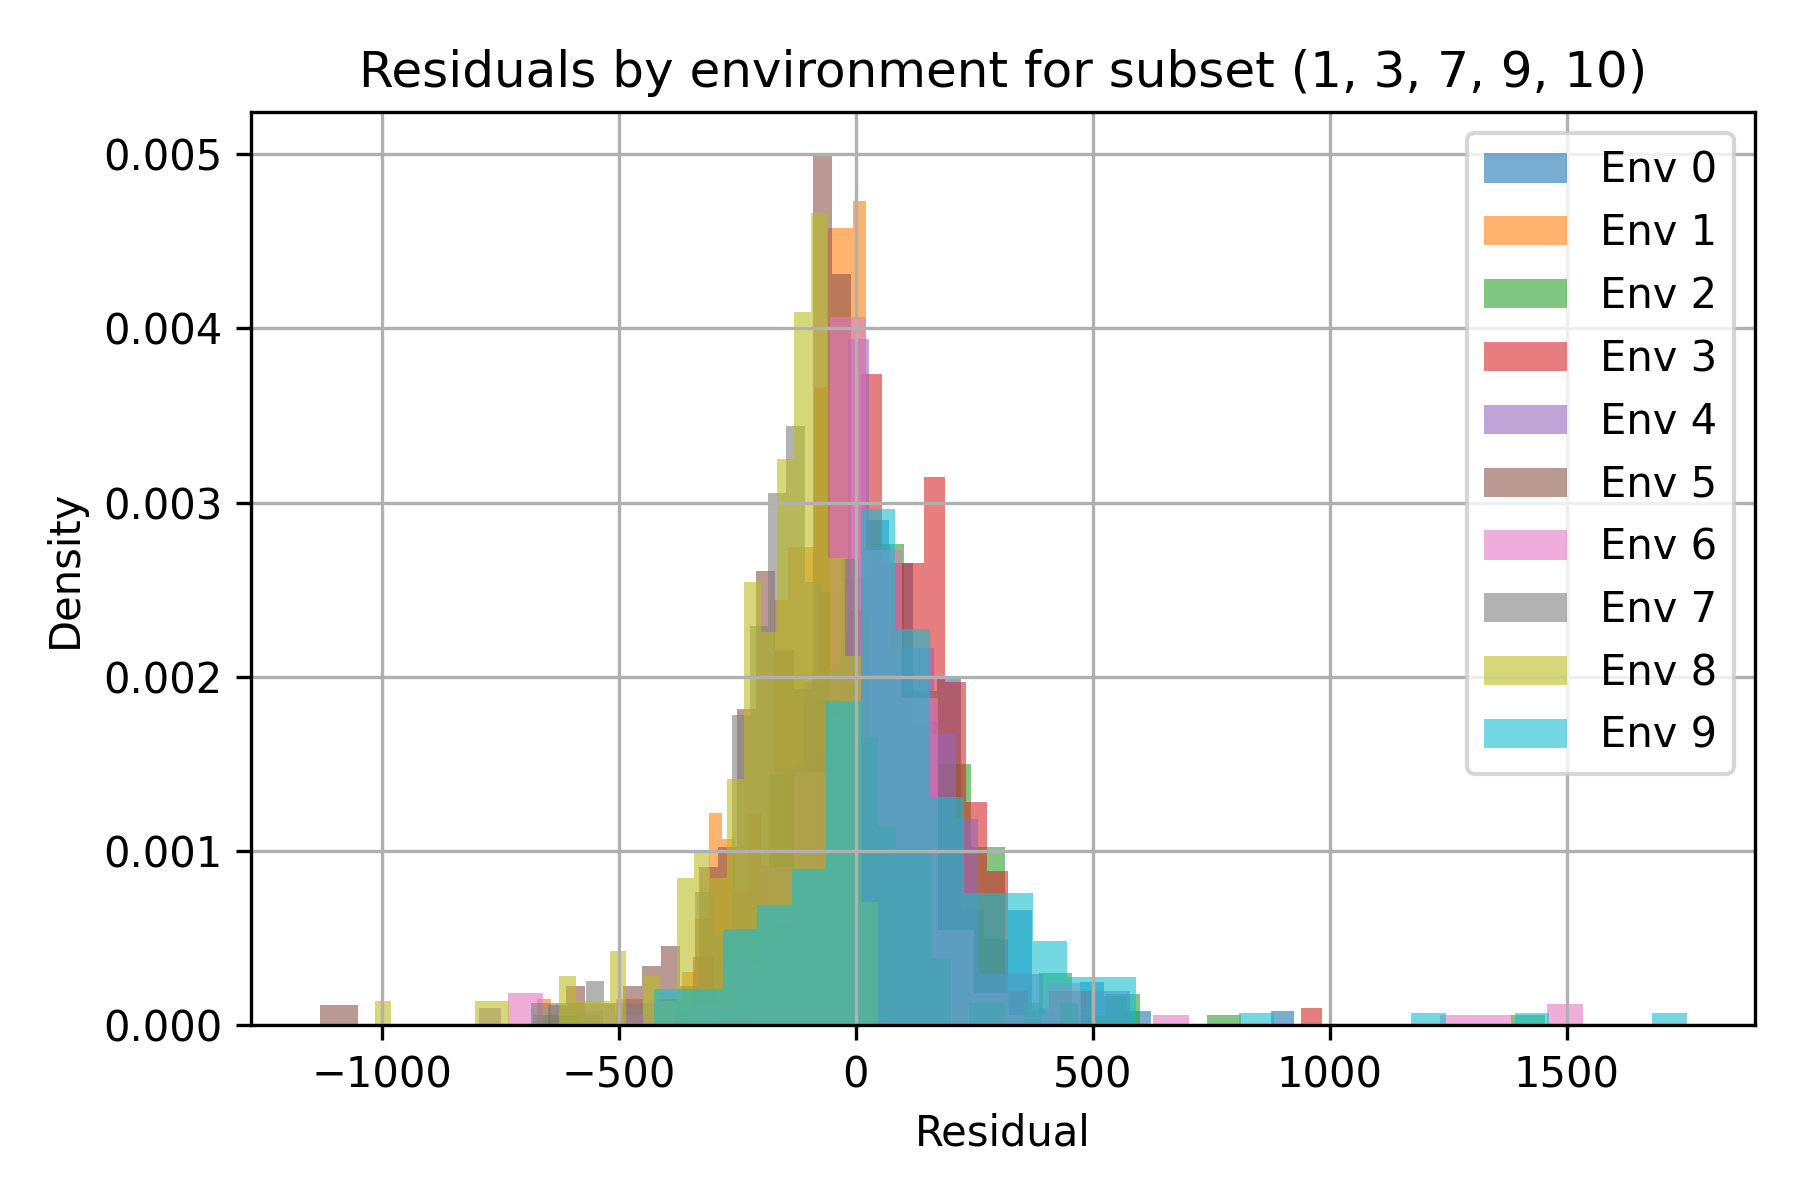 Residuals by environment for subset (1, 3, 7, 9, 10)
0.005
0.004
0.003
0.002
0.001
0.000
Density
−1000
−500
0
500
1000
1500
Residual
Env 0
Env 1
Env 2
Env 3
Env 4
Env 5
Env 6
Env 7
Env 8
Env 9